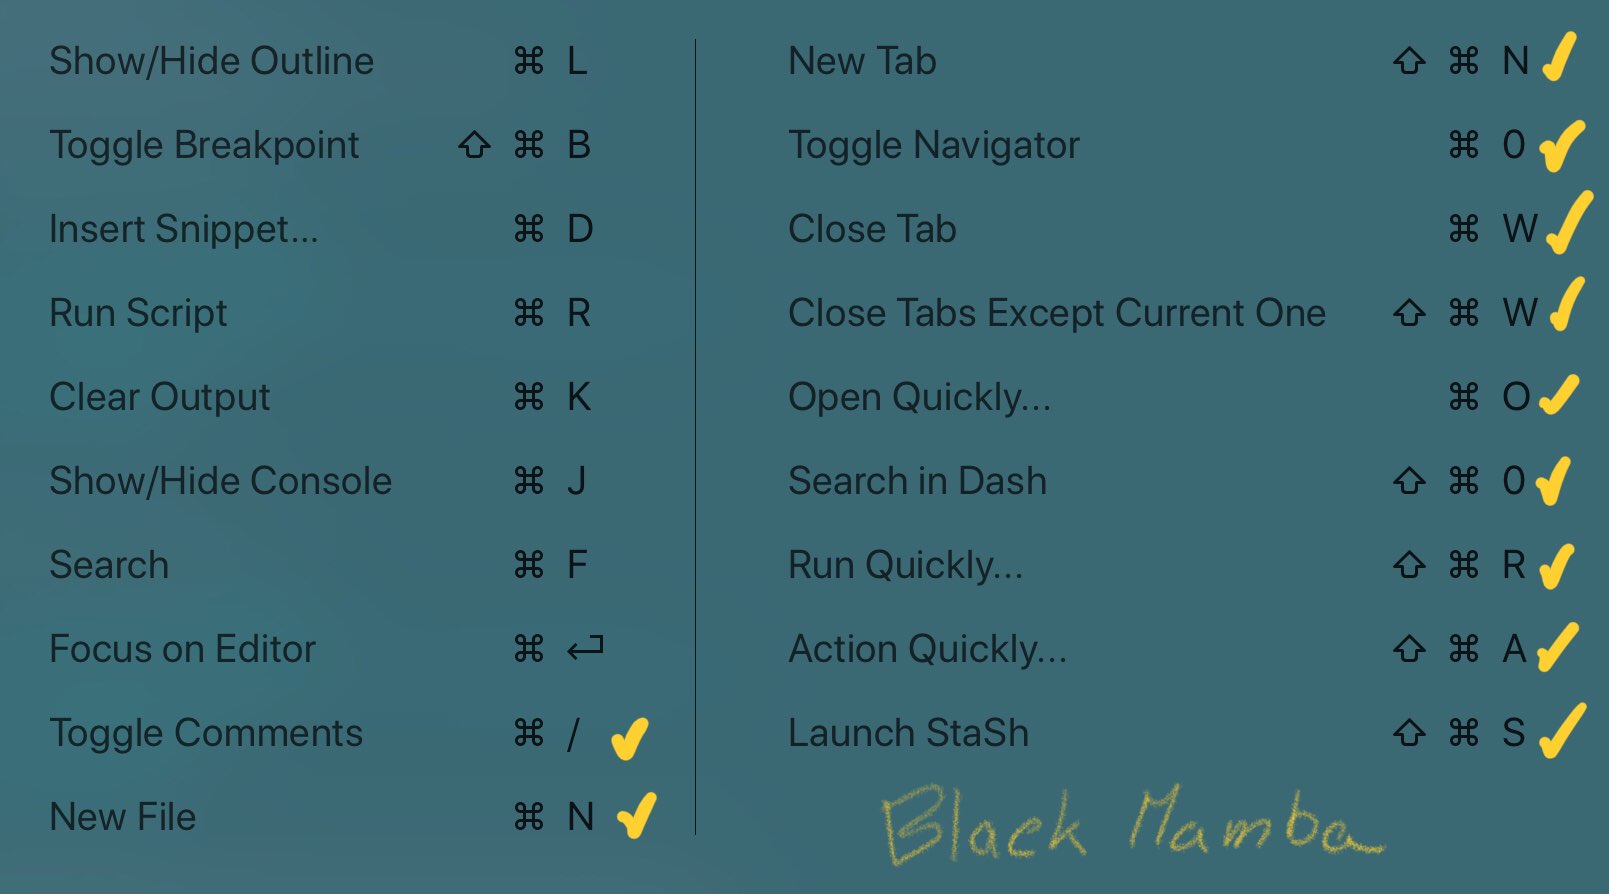 Show/Hide Outline ⌘ L
Toggle Breakpoint ⇧ ⌘ B
Insert Snippet... ⌘ D
Run Script ⌘ R
Clear Output ⌘ K
Show/Hide Console ⌘ J
Search ⌘ F
Focus on Editor ⌘ ↵
Toggle Comments ⌘ / ✓
New File ⌘ N ✓
New Tab ⇧ ⌘ N ✓
Toggle Navigator ⌘ 0 ✓
Close Tab ⌘ W ✓
Close Tabs Except Current One ⇧ ⌘ W ✓
Open Quickly... ⌘ O ✓
Search in Dash ⇧ ⌘ 0 ✓
Run Quickly... ⇧ ⌘ R ✓
Action Quickly... ⇧ ⌘ A ✓
Launch StaSh ⇧ ⌘ S ✓
Black Mamba